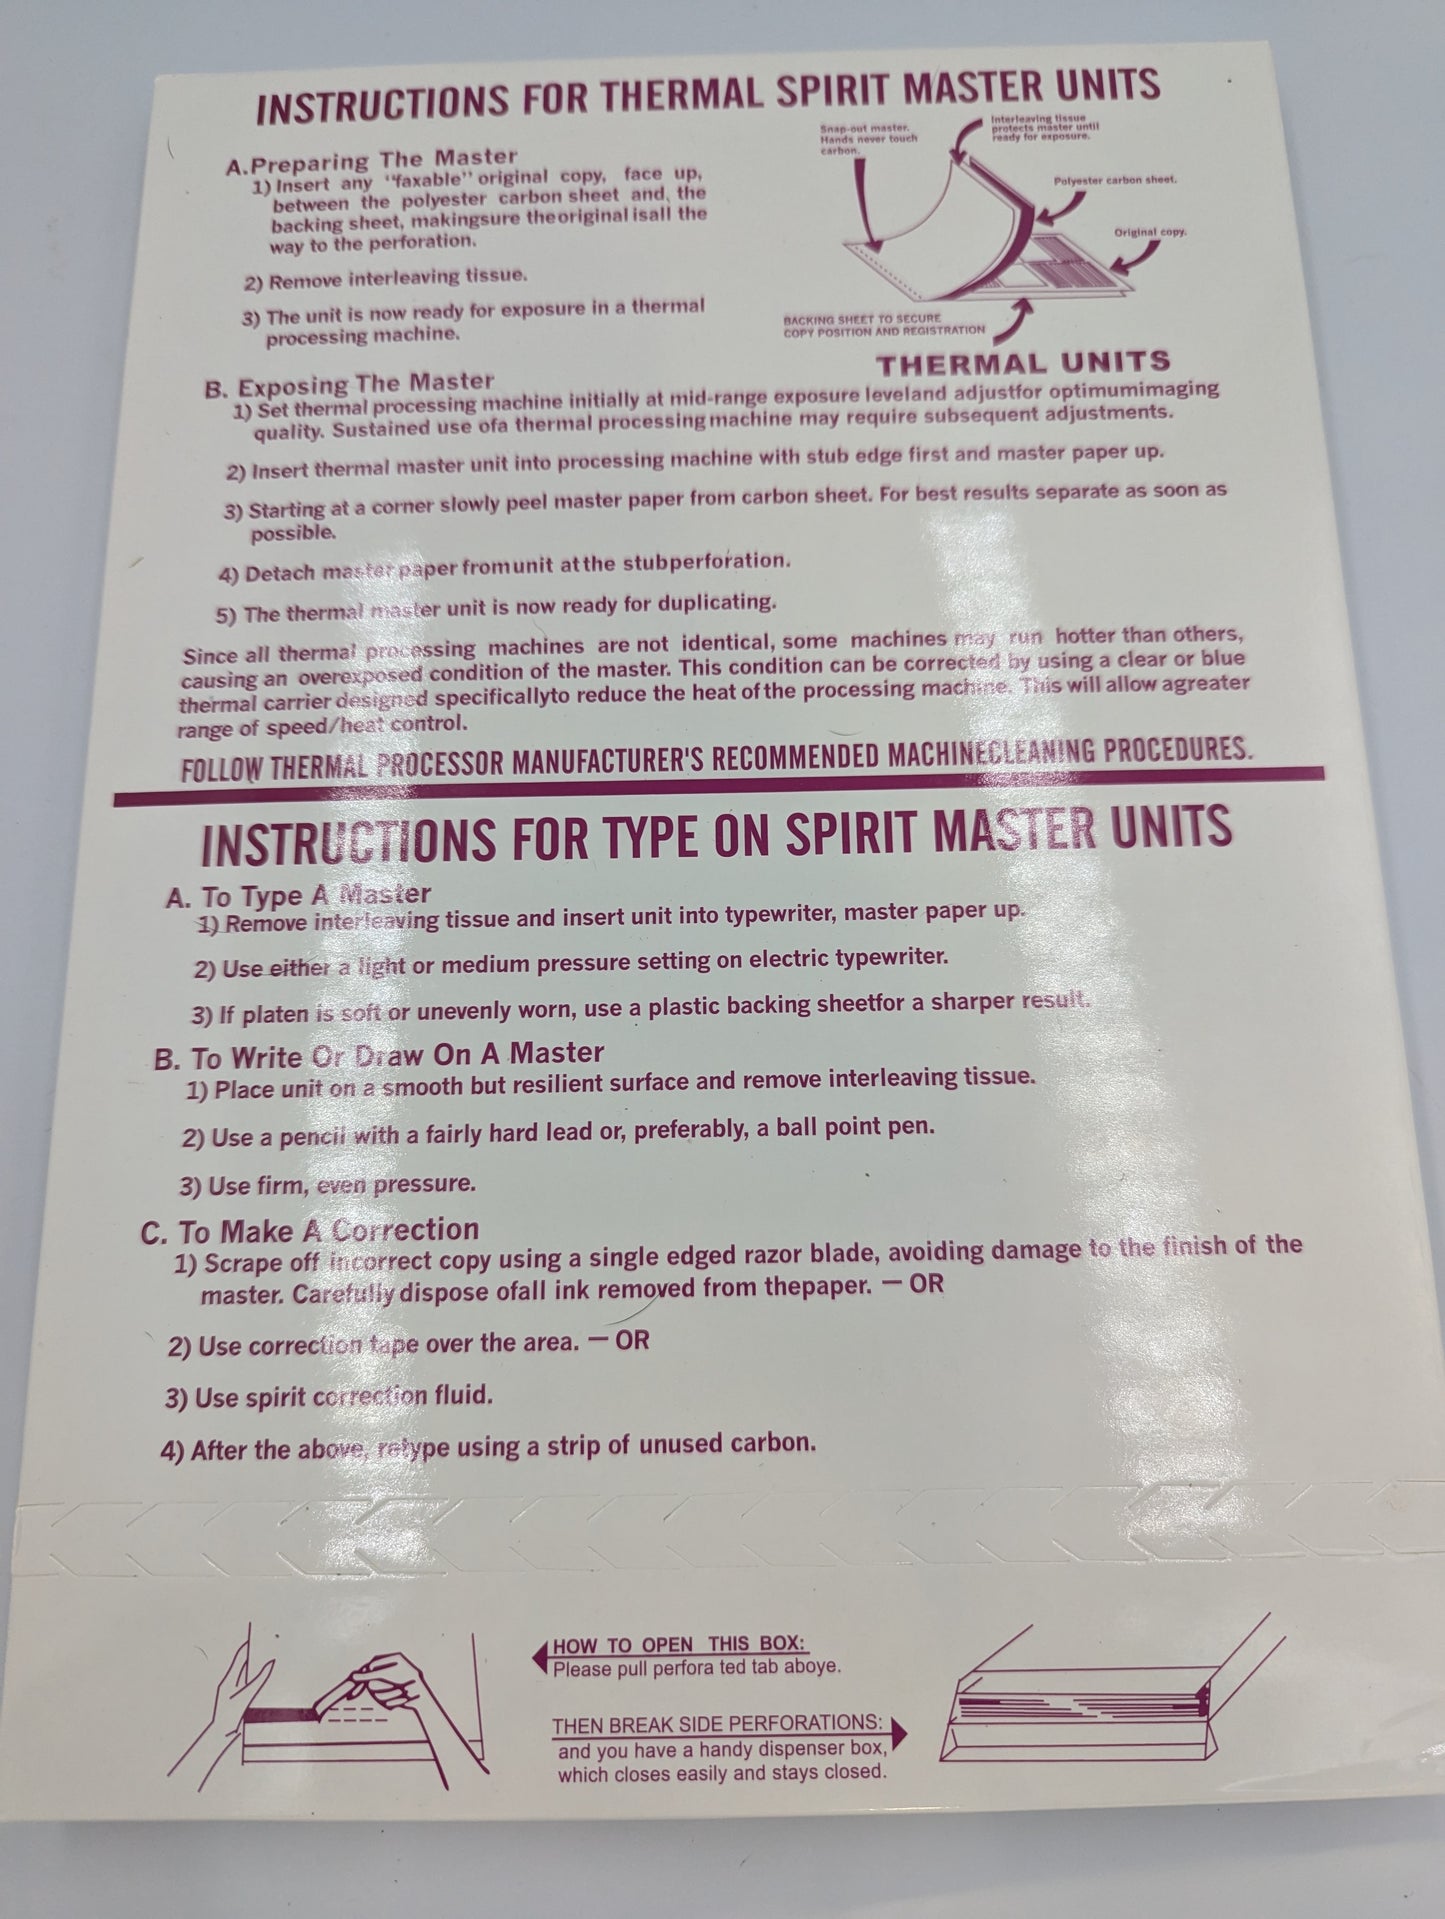 INSTRUCTIONS FOR THERMAL SPIRIT MASTER UNITS
A.Preparing The Master
1) Insert any "faxable" original copy, face up,
between the polyester carbon sheet and, the
backing sheet, makingsure theoriginal isall the
way to the perforation.
2) Remove interleaving tissue.
3) The unit is now ready for exposure in a thermal
processing machine.
Snap-out master.
Hands never touch
carbon.
Interleaving tissue
protects master until
ready for exposure.
Polyester carbon sheet.
Original copy.
BACKING SHEET TO SECURE
COPY POSITION AND REGISTRATION
THERMAL UNITS
B. Exposing The Master
1) Set thermal processing machine initially at mid-range exposure leveland adjustfor optimumimaging
quality. Sustained use ofa thermal processing machine may require subsequent adjustments.
2) Insert thermal master unit into processing machine with stub edge first and master paper up.
3) Starting at a corner slowly peel master paper from carbon sheet. For best results separate as soon as
possible.
4) Detach master paper fromunit atthe stubperforation.
5) The thermal master unit is now ready for duplicating.
Since all thermal processing machines are not identical, some machines may run hotter than others,
causing an overexposed condition of the master. This condition can be corrected by using a clear or blue
thermal carrier designed specificallyto reduce the heat of the processing machine. This will allow agreater
range of speed/heat control.
FOLLOW THERMAL PROCESSOR MANUFACTURER'S RECOMMENDED MACHINECLEANING PROCEDURES.
INSTRUCTIONS FOR TYPE ON SPIRIT MASTER UNITS
A. To Type A Master
1) Remove interleaving tissue and insert unit into typewriter, master paper up.
2) Use either a light or medium pressure setting on electric typewriter.
3) If platen is soft or unevenly worn, use a plastic backing sheetfor a sharper result.
B. To Write Or Draw On A Master
1) Place unit on a smooth but resilient surface and remove interleaving tissue.
2) Use a pencil with a fairly hard lead or, preferably, a ball point pen.
3) Use firm, even pressure.
C. To Make A Correction
1) Scrape off incorrect copy using a single edged razor blade, avoiding damage to the finish of the
master. Carefully dispose ofall ink removed from thepaper. — OR
2) Use correction tape over the area. — OR
3) Use spirit correction fluid.
4) After the above, retype using a strip of unused carbon.
HOW TO OPEN THIS BOX:
Please pull perfora ted tab aboye.
THEN BREAK SIDE PERFORATIONS:
and you have a handy dispenser box,
which closes easily and stays closed.